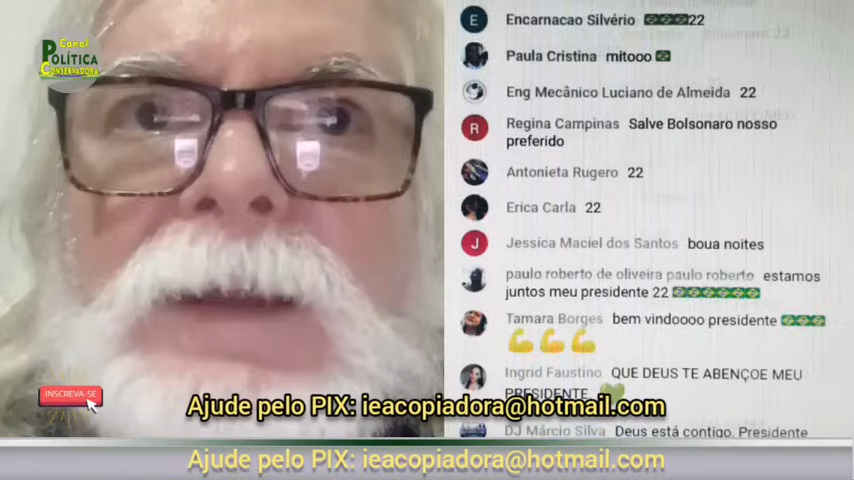 Canal
POLÍTICA
CONSERVADORA
E Encarnacao Silvério 22
Paula Cristina mitooo
Eng Mecânico Luciano de Almeida 22
R Regina Campinas Salve Bolsonaro nosso
preferido
Antonieta Rugero 22
Erica Carla 22
J Jessica Maciel dos Santos boua noites
paulo roberto de oliveira paulo roberto estamos
juntos meu presidente 22
Tamara Borges bem vindoooo presidente
Ingrid Faustino QUE DEUS TE ABENÇOE MEU
PRESIDENTE
DJ Márcio Silva Deus está contigo, Presidente
INSCREVA-SE
Ajude pelo PIX: ieacopiadora@hotmail.com
Ajude pelo PIX: ieacopiadora@hotmail.com